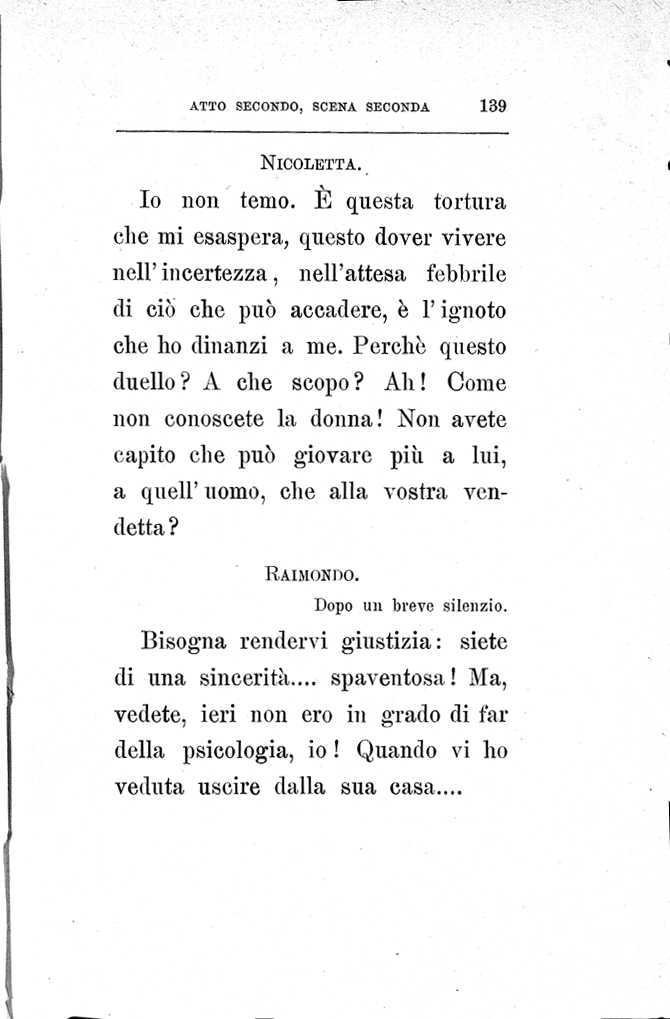 ATTO SECONDO, SCENA SECONDA 139
NICOLETTA.
Io non temo. È questa tortura
che mi esaspera, questo dover vivere
nell' incertezza, nell'attesa febbrile
di ciò che può accadere, è l' ignoto
che ho dinanzi a me. Perchè questo
duello? A che scopo? Ah! Come
non conoscete la donna! Non avete
capito che può giovare più a lui,
a quell' uomo, che alla vostra ven-
detta?
RAIMONDO.
Dopo un breve silenzio.
Bisogna rendervi giustizia: siete
di una sincerità.... spaventosa! Ma,
vedete, ieri non ero in grado di far
della psicologia, io! Quando vi ho
veduta uscire dalla sua casa....